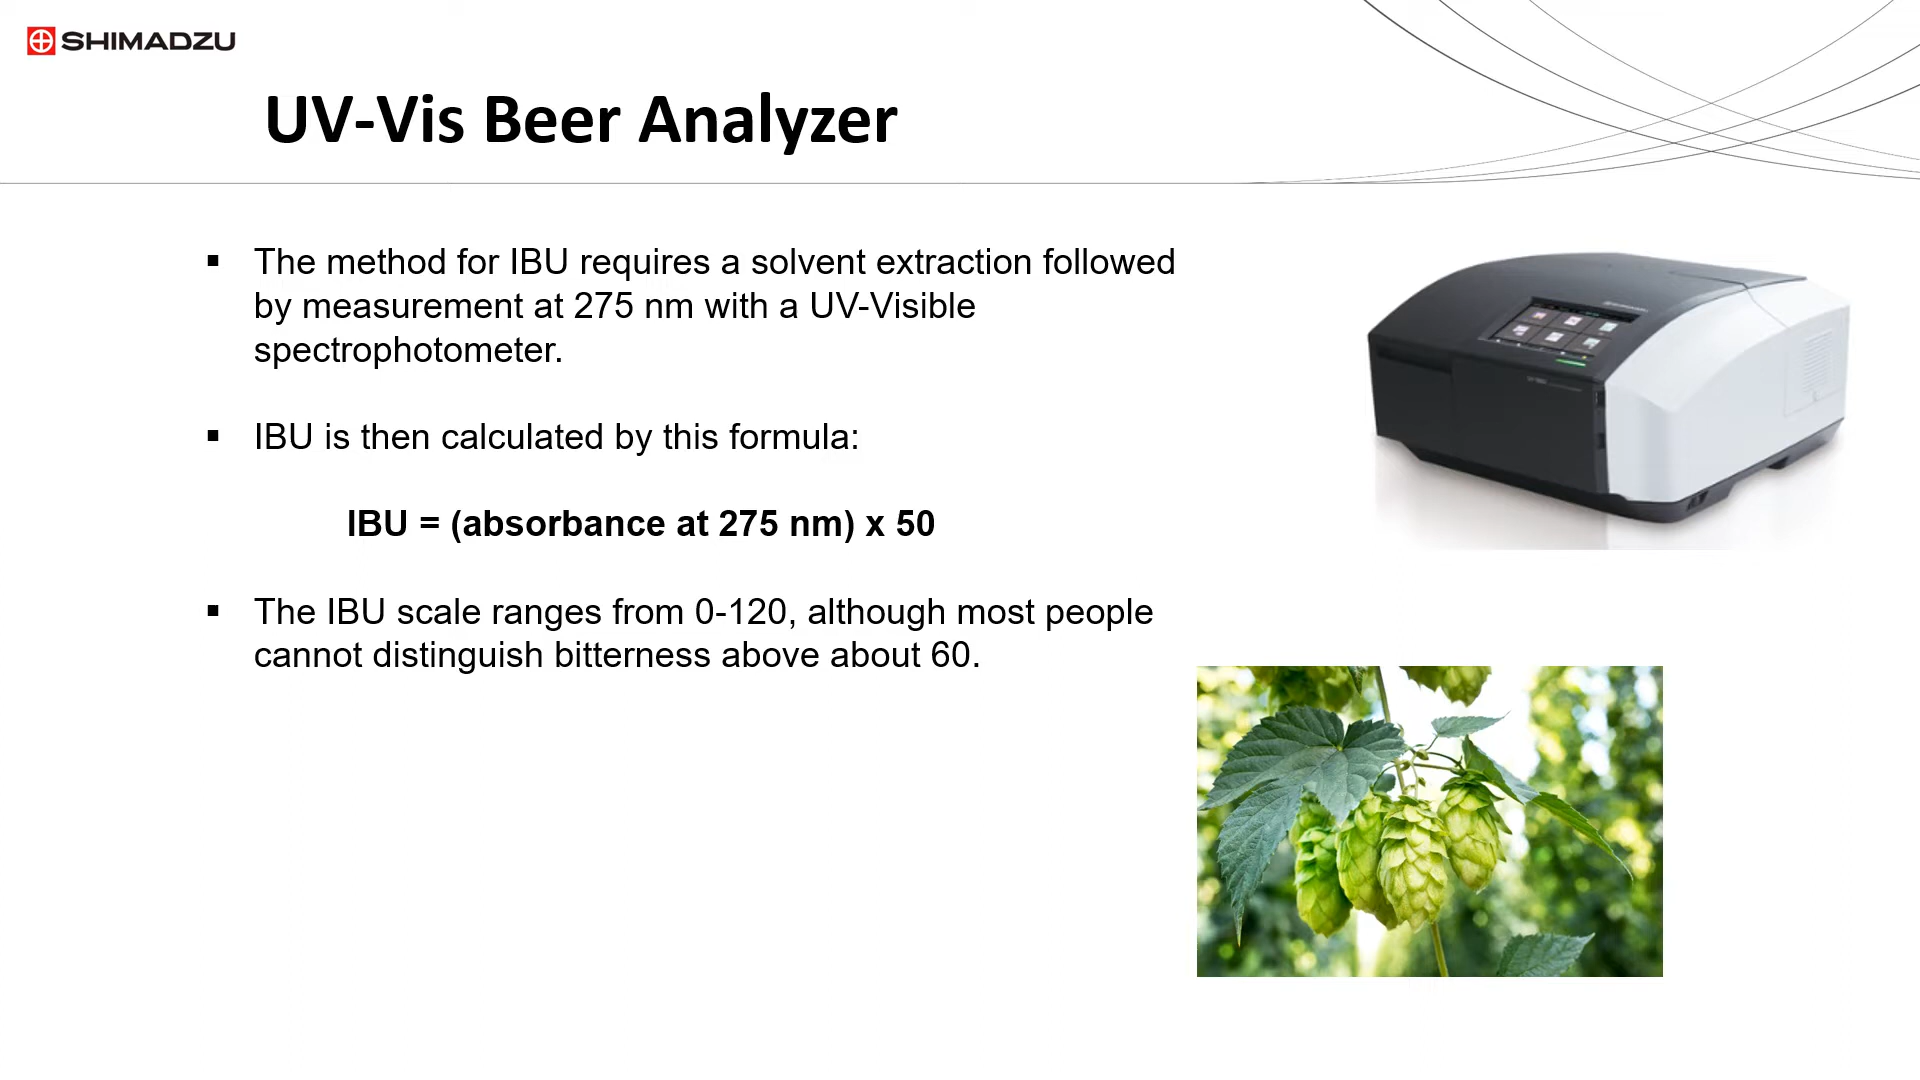 SHIMADZU
UV-Vis Beer Analyzer
▪ The method for IBU requires a solvent extraction followed
by measurement at 275 nm with a UV-Visible
spectrophotometer.
▪ IBU is then calculated by this formula:
IBU = (absorbance at 275 nm) x 50
▪ The IBU scale ranges from 0-120, although most people
cannot distinguish bitterness above about 60.